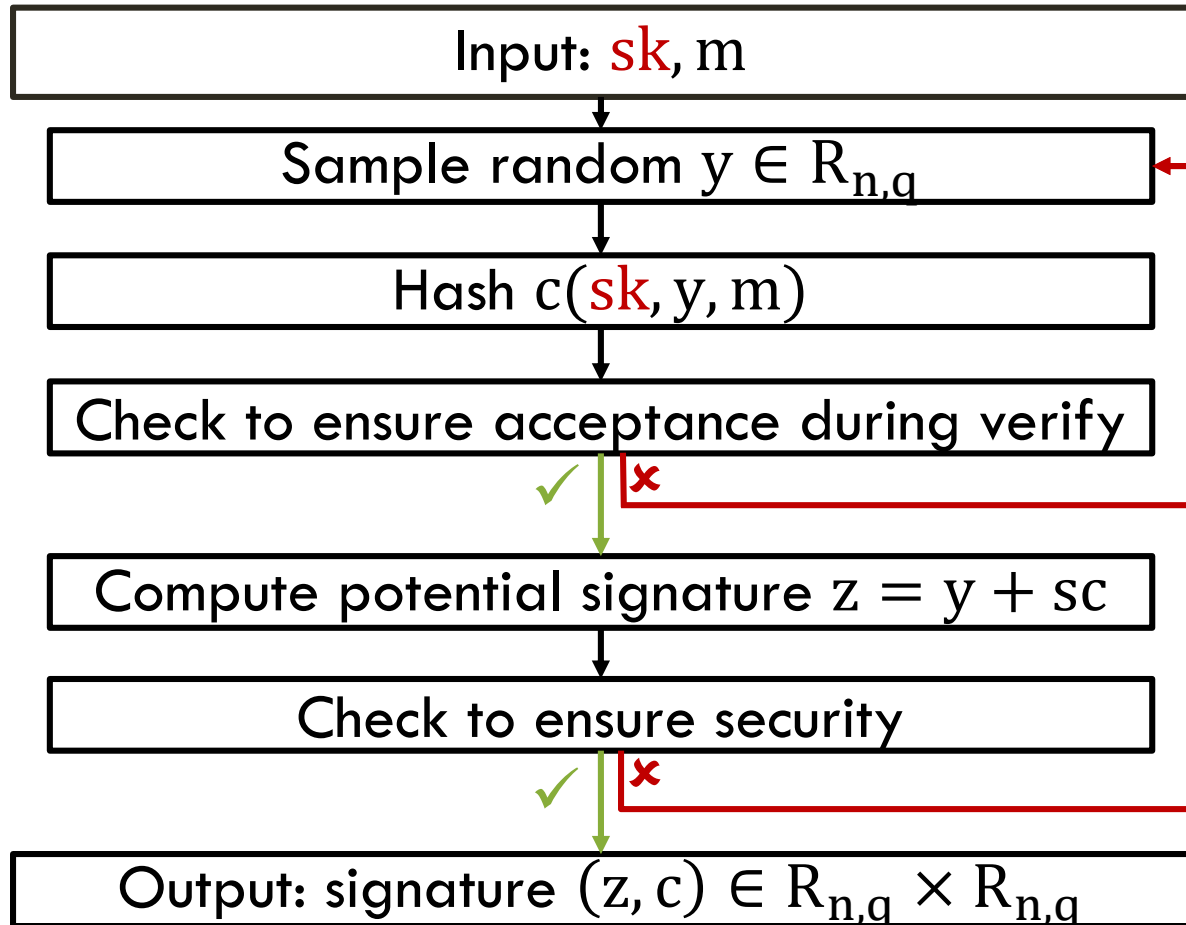 Input: sk, m
Sample random y ∈ Rₙ,q
Hash c(sk, y, m)
Check to ensure acceptance during verify
✓ ✘
Compute potential signature z = y + sc
Check to ensure security
✓ ✘
Output: signature (z, c) ∈ Rₙ,q × Rₙ,q